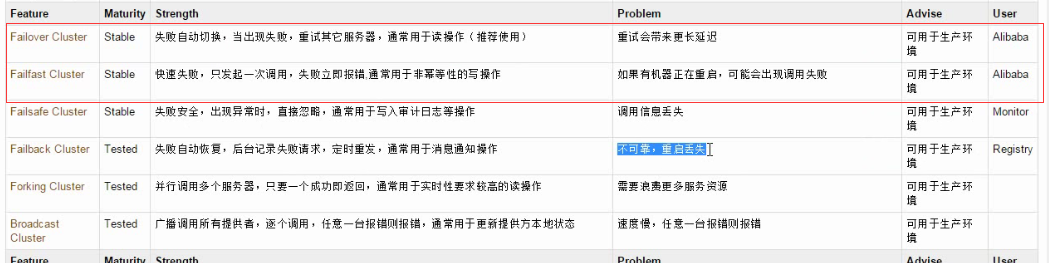 Feature Maturity Strength Problem Advise User
Failover Cluster Stable 失败自动切换，当出现失败，重试其它服务器，通常用于读操作（推荐使用） 重试会带来更长延迟 可用于生产环 Alibaba
境
Failfast Cluster Stable 快速失败，只发起一次调用，失败立即报错,通常用于非幂等性的写操作 如果有机器正在重启，可能会出现调用失败 可用于生产环 Alibaba
境
Failsafe Cluster Stable 失败安全，出现异常时，直接忽略，通常用于写入审计日志等操作 调用信息丢失 可用于生产环 Monitor
境
Failback Cluster Tested 失败自动恢复，后台记录失败请求，定时重发，通常用于消息通知操作 不可靠，重启丢失 可用于生产环 Registry
境
Forking Cluster Tested 并行调用多个服务器，只要一个成功即返回，通常用于实时性要求较高的读操作 需要浪费更多服务资源 可用于生产环
境
Broadcast Tested 广播调用所有提供者，逐个调用，任意一台报错则报错，通常用于更新提供方本地状态 速度慢，任意一台报错则报错 可用于生产环
Cluster 境
Feature Maturity Strength Problem Advise User